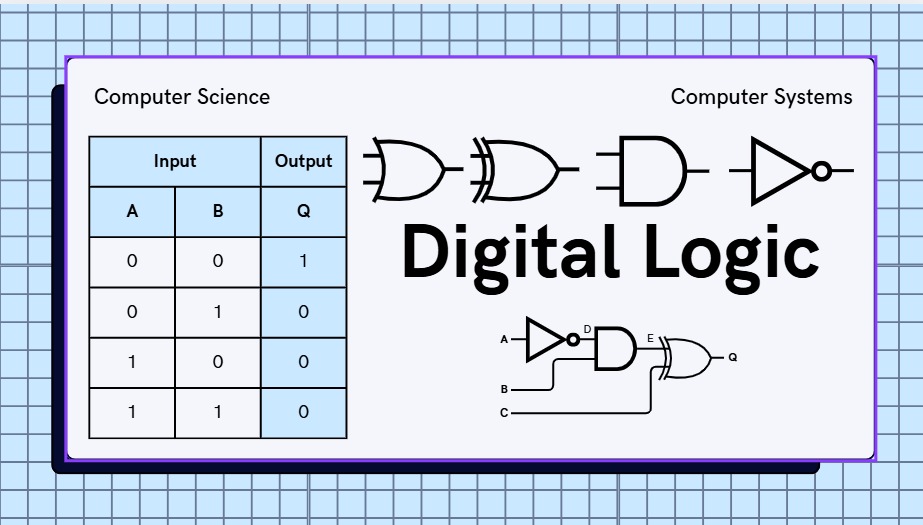 Computer Science
Computer Systems
Input Output
A B Q
0 0 1
0 1 0
1 0 0
1 1 0
Digital Logic
A D E Q
B
C